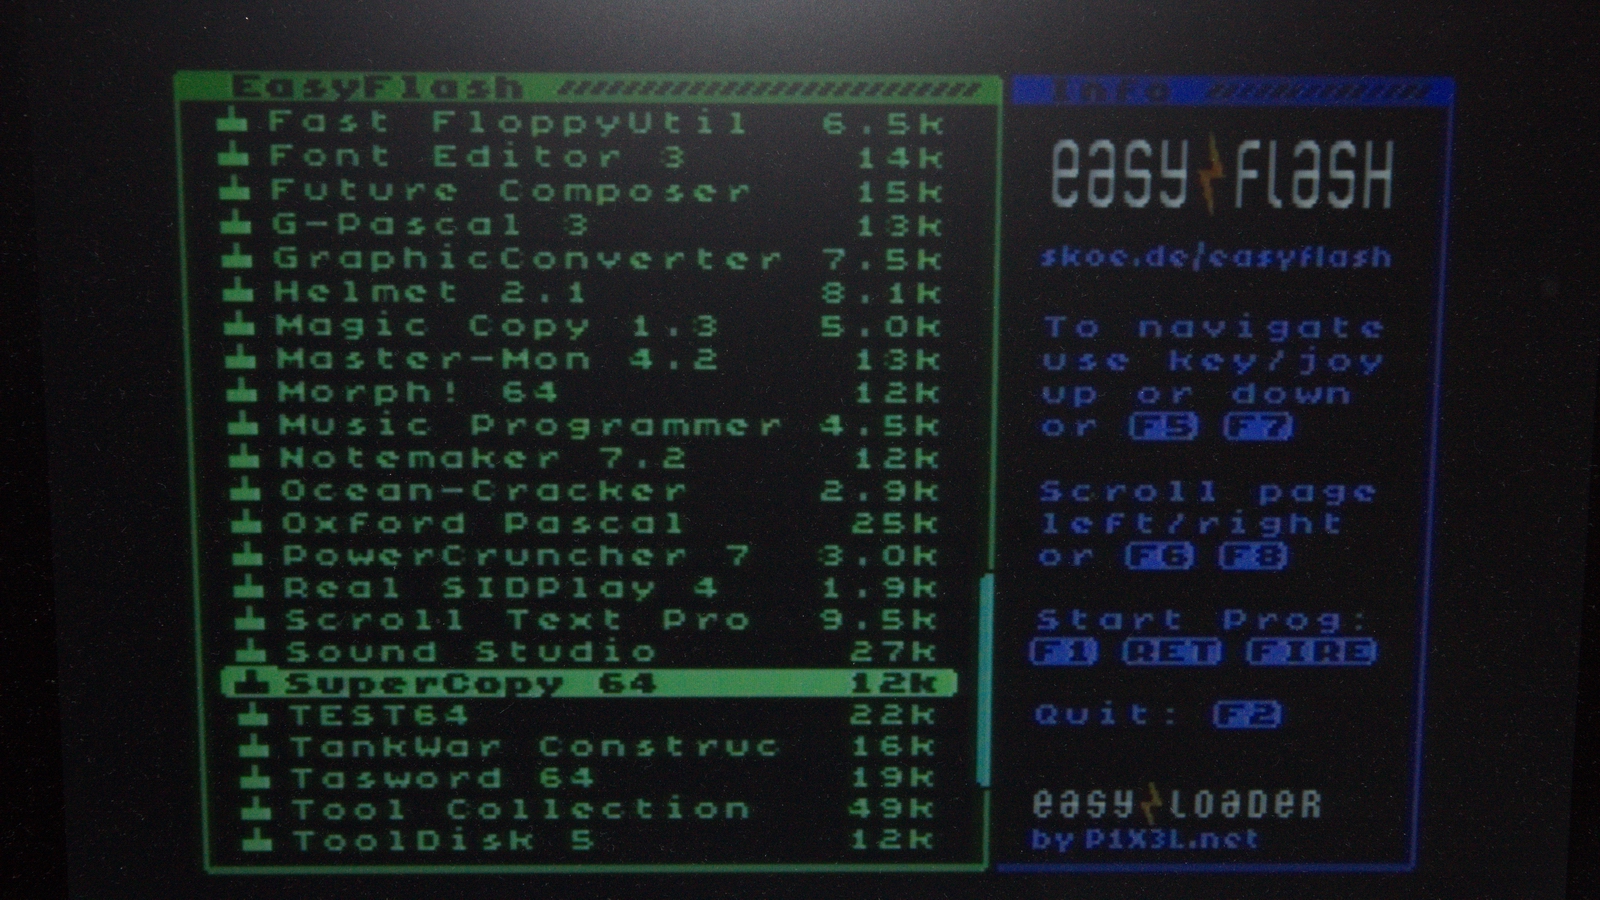 EasyFlash
Fast FloppyUtil 6.5k
Font Editor 3 14k
Future Composer 15k
G-Pascal 3 13k
GraphicConverter 7.5k
Helmet 2.1 8.1k
Magic Copy 1.3 5.0k
Master-Mon 4.2 13k
Morph! 64 12k
Music Programmer 4.5k
Notemaker 7.2 12k
Ocean-Cracker 2.9k
Oxford Pascal 25k
PowerCruncher 7 3.0k
Real SIDPlay 4 1.9k
Scroll Text Pro 9.5k
Sound Studio 27k
SuperCopy 64 12k
TEST64 22k
TankWar Construc 16k
Tasword 64 19k
Tool Collection 49k
ToolDisk 5 12k
Info
easy FLASH
skoe.de/easyflash
To navigate
use key/joy
up or down
or F5 F7
Scroll page
left/right
or F6 F8
Start Prog:
F1 RET FIRE
Quit: F2
easy LOADER
by P1X3L.net